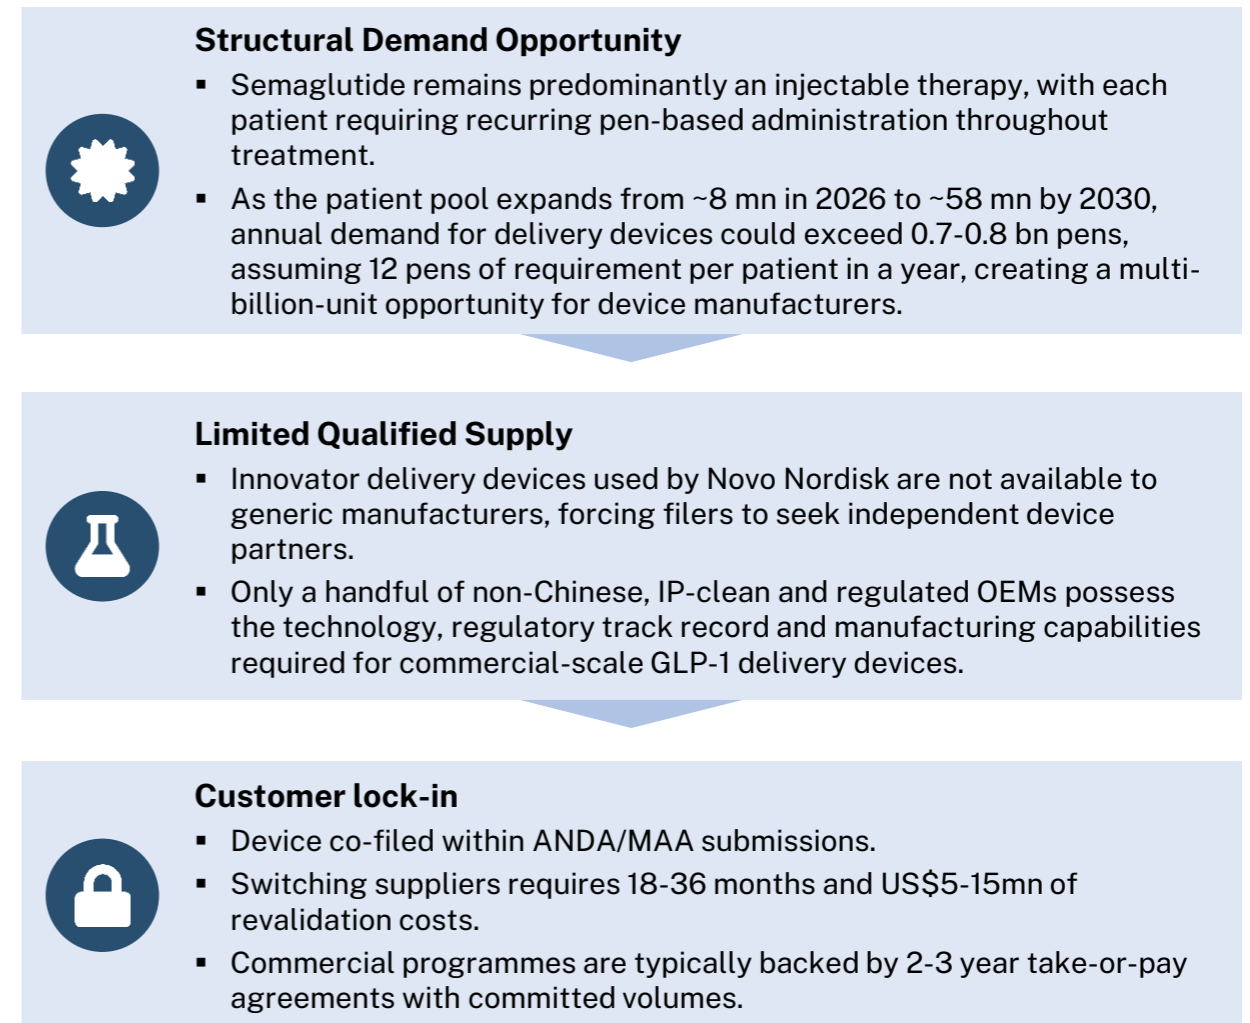 Structural Demand Opportunity
▪ Semaglutide remains predominantly an injectable therapy, with each
patient requiring recurring pen-based administration throughout
treatment.
▪ As the patient pool expands from ~8 mn in 2026 to ~58 mn by 2030,
annual demand for delivery devices could exceed 0.7-0.8 bn pens,
assuming 12 pens of requirement per patient in a year, creating a multi-
billion-unit opportunity for device manufacturers.
Limited Qualified Supply
▪ Innovator delivery devices used by Novo Nordisk are not available to
generic manufacturers, forcing filers to seek independent device
partners.
▪ Only a handful of non-Chinese, IP-clean and regulated OEMs possess
the technology, regulatory track record and manufacturing capabilities
required for commercial-scale GLP-1 delivery devices.
Customer lock-in
▪ Device co-filed within ANDA/MAA submissions.
▪ Switching suppliers requires 18-36 months and US$5-15mn of
revalidation costs.
▪ Commercial programmes are typically backed by 2-3 year take-or-pay
agreements with committed volumes.